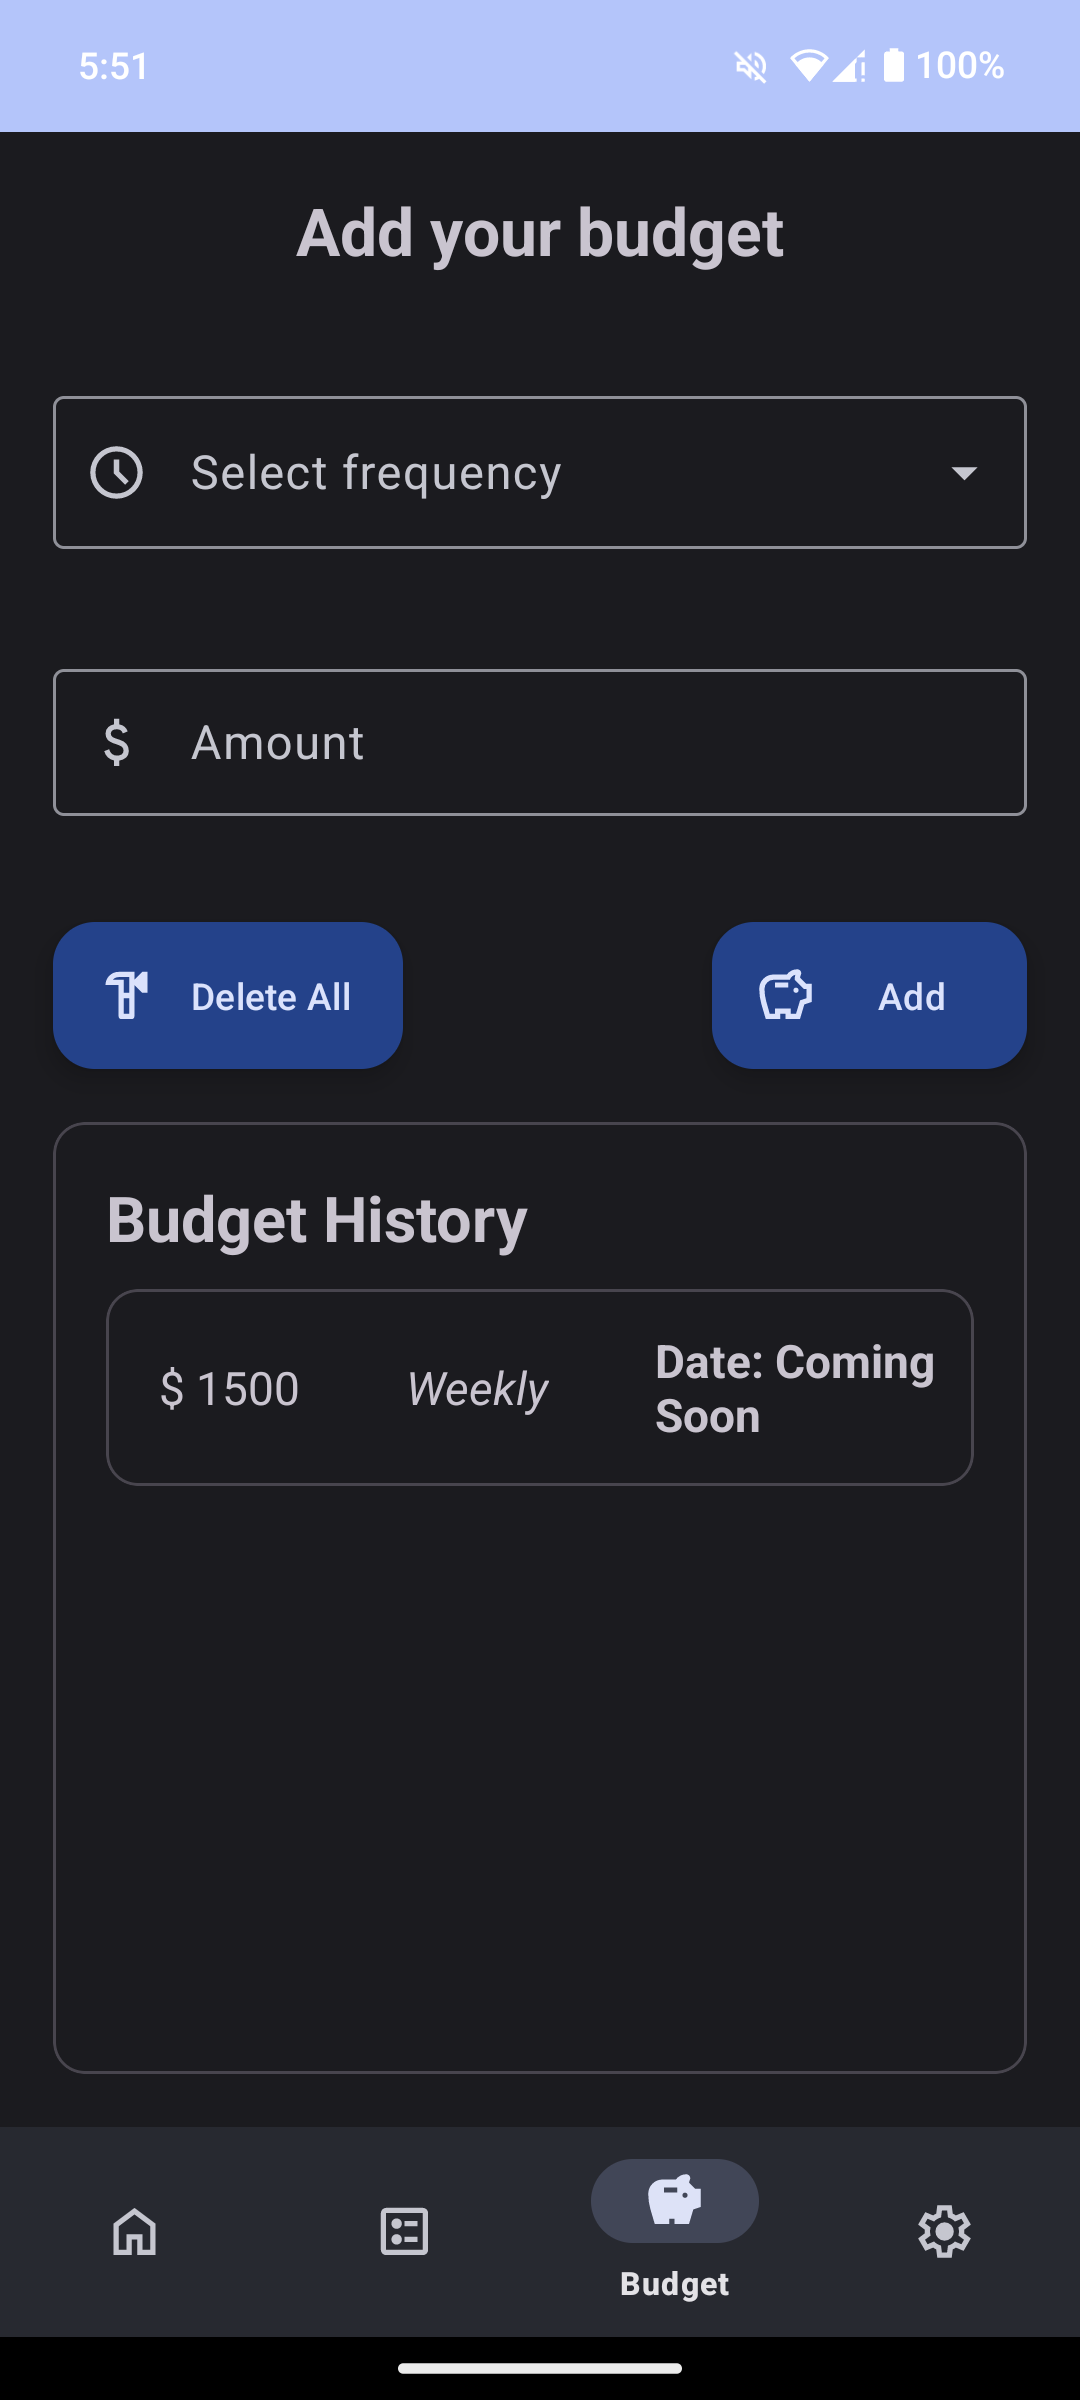 5:51
100%
Add your budget
Select frequency
$ Amount
Delete All
Add
Budget History
$ 1500
Weekly
Date: Coming
Soon
Budget